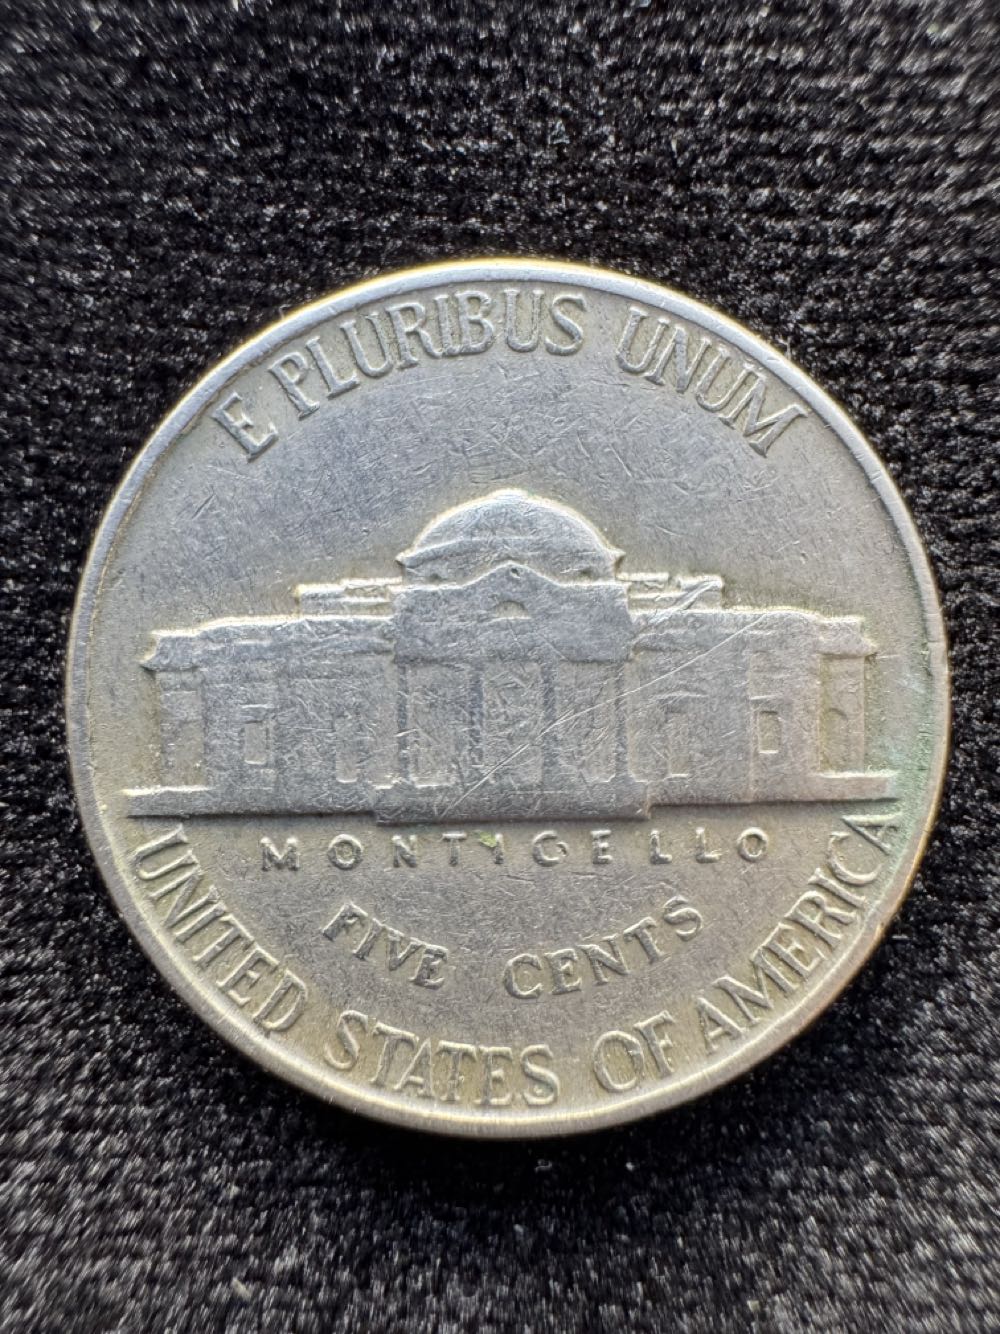 E PLURIBUS UNUM
MONTICELLO
FIVE CENTS
UNITED STATES OF AMERICA